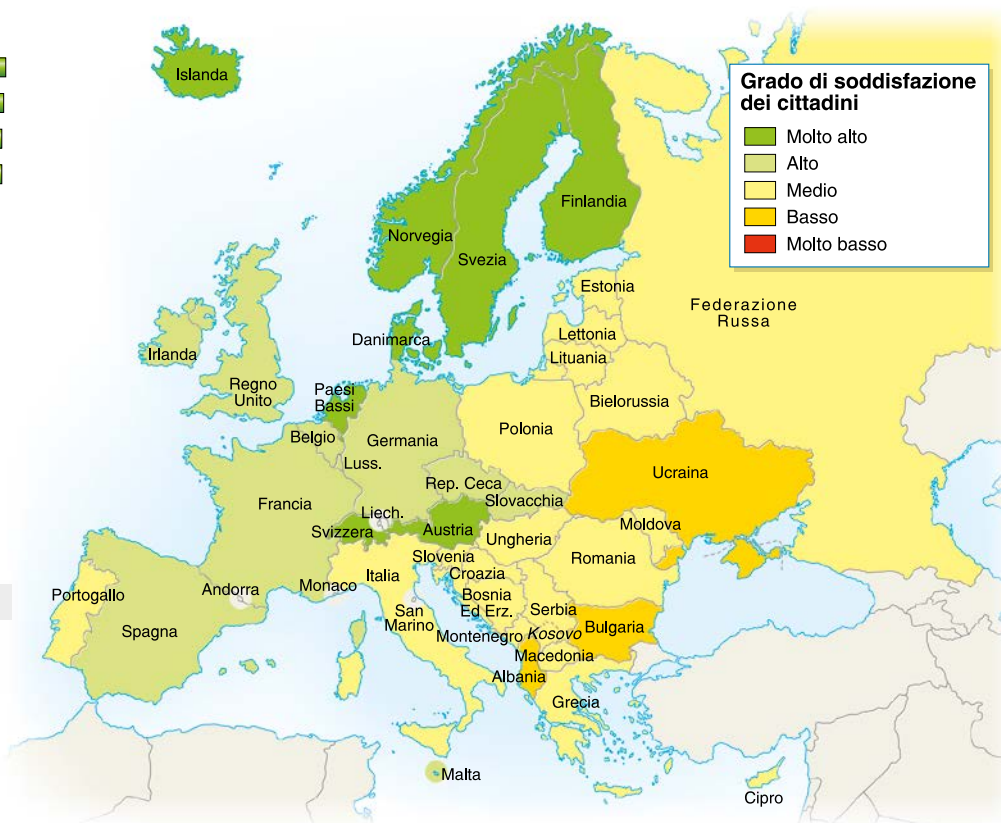 Islanda
Grado di soddisfazione
dei cittadini
Molto alto
Alto
Medio
Basso
Molto basso
Finlandia
Norvegia
Svezia
Estonia
Federazione
Russa
Danimarca
Lettonia
Irlanda
Lituania
Regno
Unito
Paesi
Bassi
Bielorussia
Belgio
Germania
Polonia
Luss.
Ucraina
Rep. Ceca
Slovacchia
Francia
Liech.
Svizzera
Austria
Moldova
Ungheria
Romania
Slovenia
Croazia
Italia
Monaco
Andorra
Portogallo
Bosnia
Ed Erz.
San
Marino
Serbia
Spagna
Montenegro
Kosovo
Bulgaria
Macedonia
Albania
Grecia
Malta
Cipro